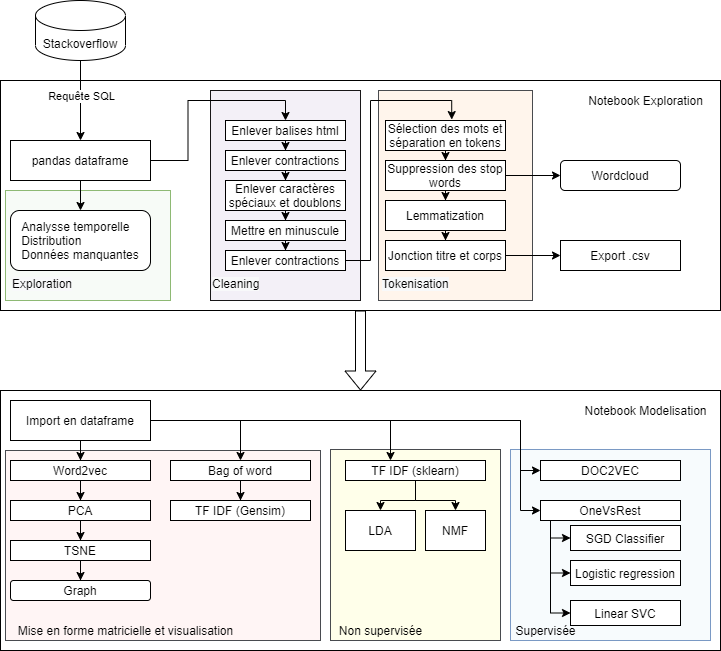 Stackoverflow
Requête SQL
Notebook Exploration
pandas dataframe
Analysse temporelle
Distribution
Données manquantes
Exploration
Enlever balises html
Enlever contractions
Enlever caractères
spéciaux et doublons
Mettre en minuscule
Enlever contractions
Cleaning
Sélection des mots et
séparation en tokens
Suppression des stop
words
Lemmatization
Jonction titre et corps
Tokenisation
Wordcloud
Export .csv
Notebook Modelisation
Import en dataframe
Word2vec
PCA
TSNE
Graph
Bag of word
TF IDF (Gensim)
Mise en forme matricielle et visualisation
TF IDF (sklearn)
LDA
NMF
Non supervisée
DOC2VEC
OneVsRest
SGD Classifier
Logistic regression
Linear SVC
Supervisée